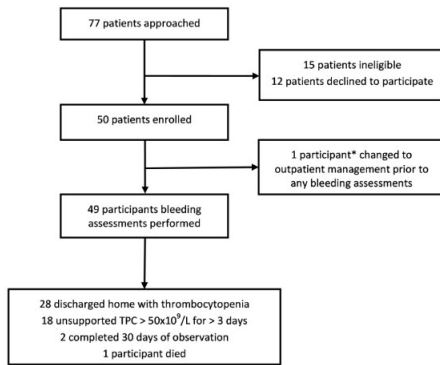 77 patients approached
15 patients ineligible
12 patients declined to participate
50 patients enrolled
1 participant* changed to
outpatient management prior to
any bleeding assessments
49 participants bleeding
assessments performed
28 discharged home with thrombocytopenia
18 unsupported TPC > 50x10⁹/L for > 3 days
2 completed 30 days of observation
1 participant died